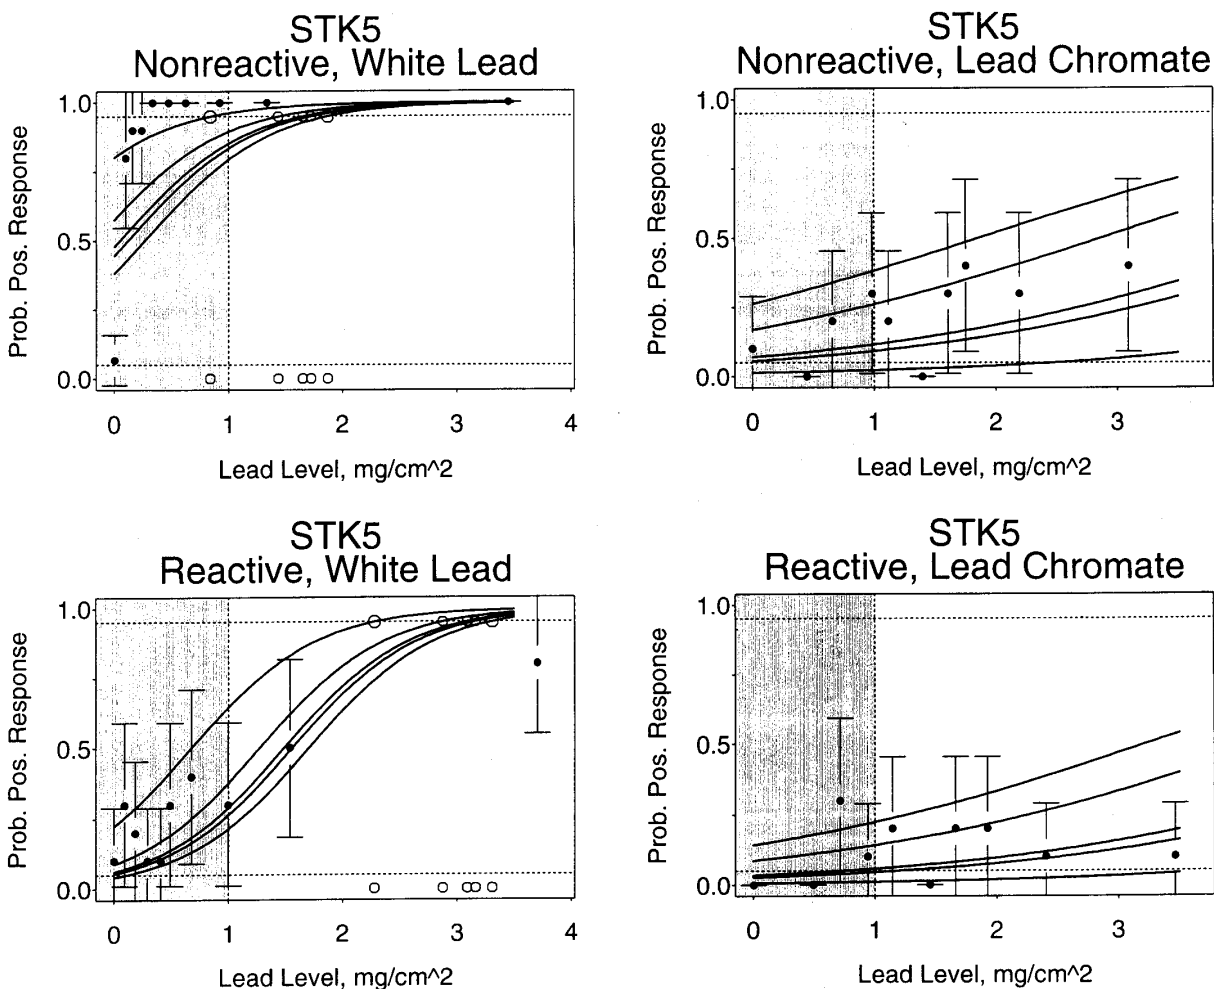 STK5
Nonreactive, White Lead
Prob. Pos. Response
1.0
0.5
0.0
0 1 2 3 4
Lead Level, mg/cm^2
STK5
Nonreactive, Lead Chromate
Prob. Pos. Response
1.0
0.5
0.0
0 1 2 3
Lead Level, mg/cm^2
STK5
Reactive, White Lead
Prob. Pos. Response
1.0
0.5
0.0
0 1 2 3 4
Lead Level, mg/cm^2
STK5
Reactive, Lead Chromate
Prob. Pos. Response
1.0
0.5
0.0
0 1 2 3
Lead Level, mg/cm^2